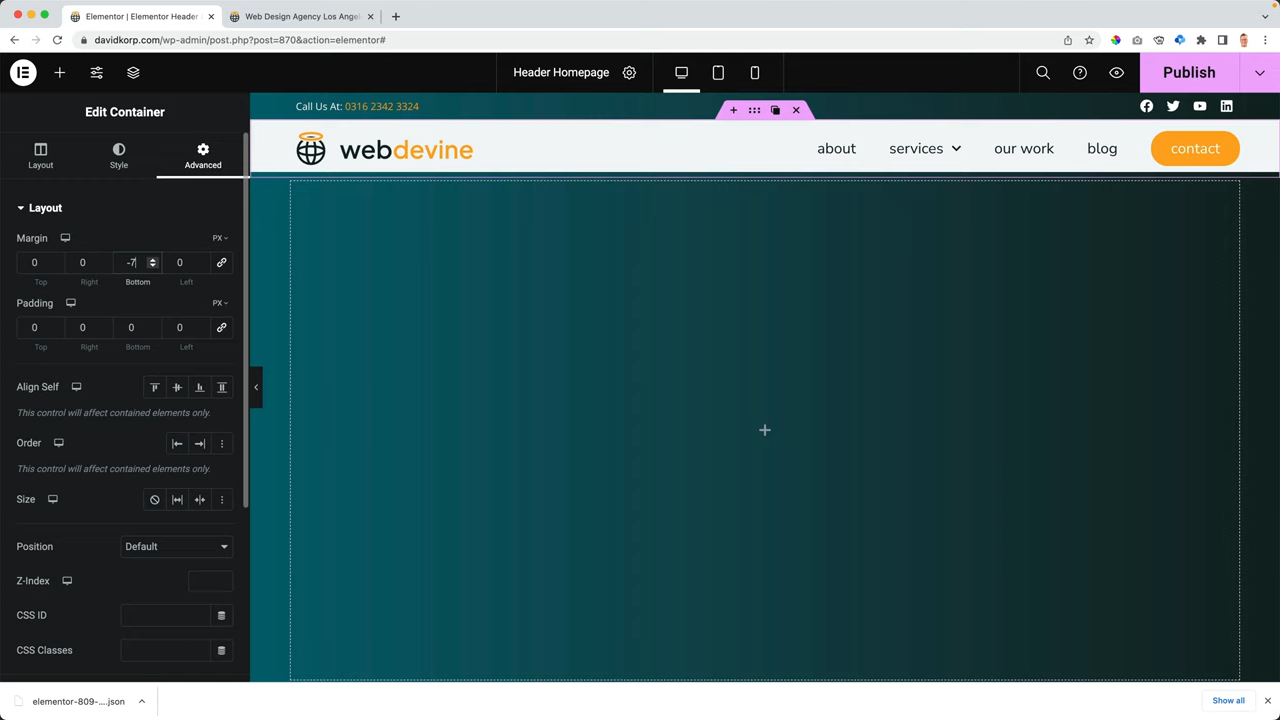 Elementor | Elementor Header
Web Design Agency Los Angel
davidkorp.com/wp-admin/post.php?post=870&action=elementor#
Header Homepage
Publish
Edit Container
Layout
Style
Advanced
Layout
Margin
PX
0
0
-7
0
Top
Right
Bottom
Left
Padding
PX
0
0
0
0
Top
Right
Bottom
Left
Align Self
This control will affect contained elements only.
Order
This control will affect contained elements only.
Size
Position
Default
Z-Index
CSS ID
CSS Classes
Call Us At: 0316 2342 3324
webdevine
about
services
our work
blog
contact
elementor-809-....json
Show all